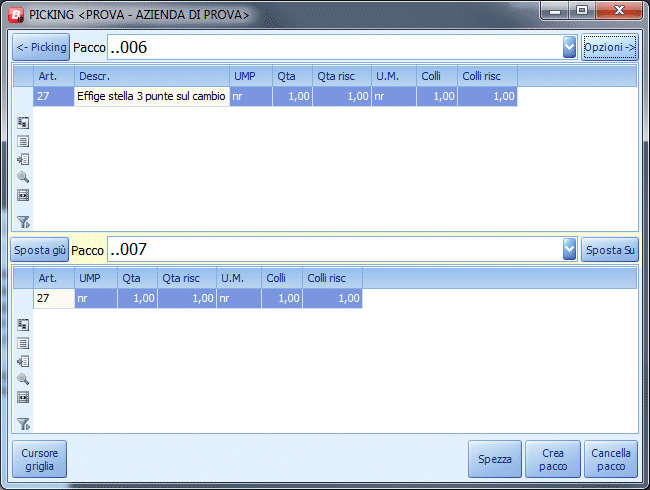 PICKING <PROVA - AZIENDA DI PROVA>
<- Picking Pacco ..006 Opzioni ->
Art. Descr. UMP Qta Qta risc U.M. Colli Colli risc
27 Effige stella 3 punte sul cambio nr 1,00 1,00 nr 1,00 1,00
Sposta giù Pacco ..007 Sposta Su
Art. UMP Qta Qta risc U.M. Colli Colli risc
27 nr 1,00 1,00 nr 1,00 1,00
Cursore
griglia
Spezza
Crea
pacco
Cancella
pacco